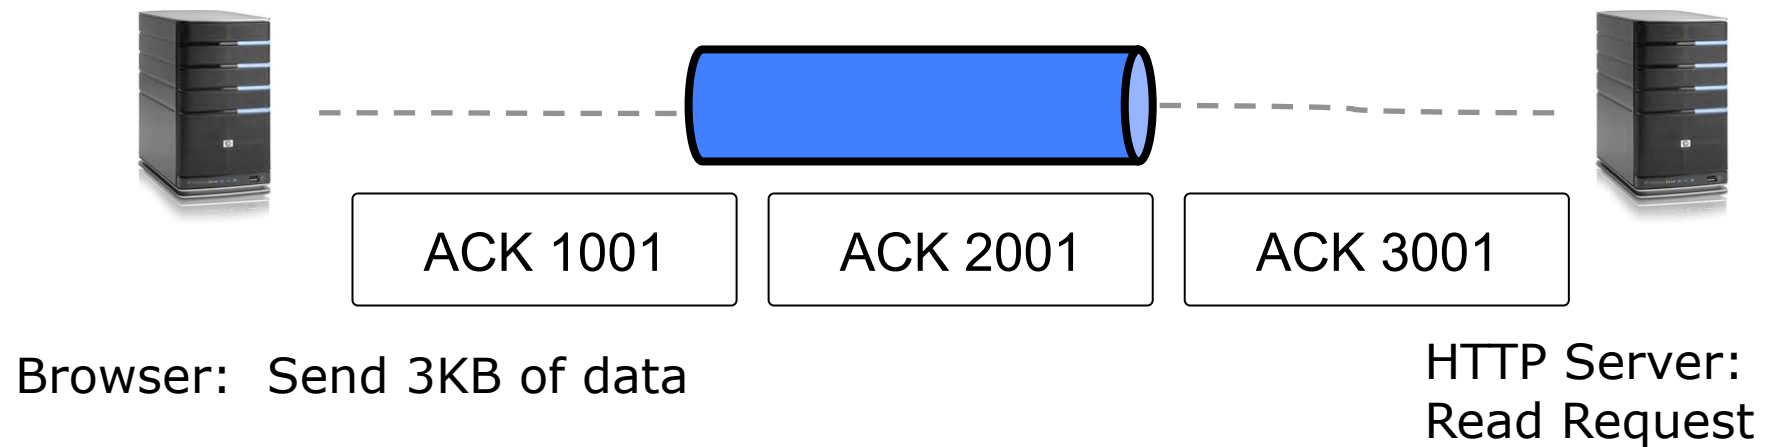 ACK 1001
ACK 2001
ACK 3001
Browser: Send 3KB of data
HTTP Server:
Read Request